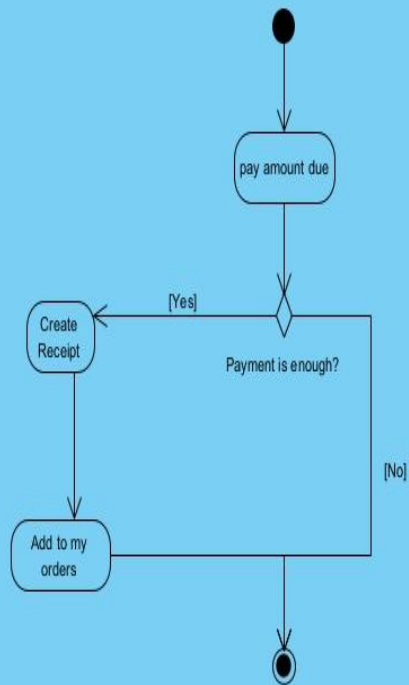 pay amount due
[Yes]
Create
Receipt
Payment is enough?
[No]
Add to my
orders